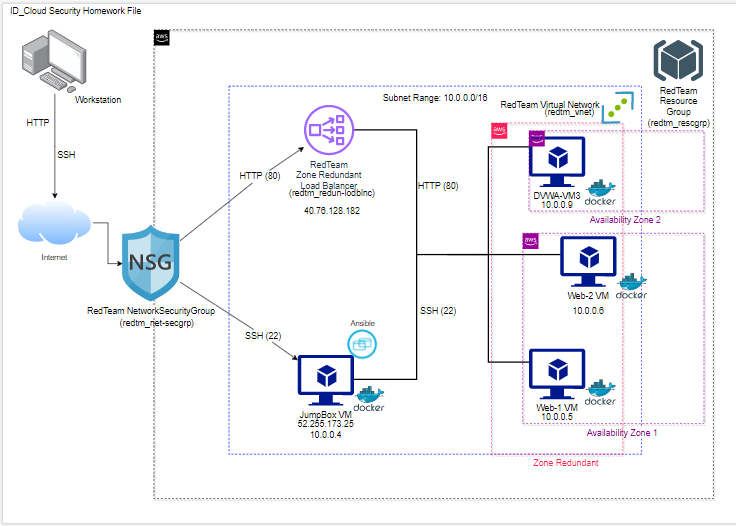 ID_Cloud Security Homework File
aws
Workstation
HTTP
SSH
Internet
NSG
RedTeam NetworkSecurityGroup
(redtm_net-secgrp)
HTTP (80)
SSH (22)
Subnet Range: 10.0.0.0/16
RedTeam
Zone Redundant
Load Balancer
(redtm_redun-lodblnc)
40.76.128.182
HTTP (80)
SSH (22)
Ansible
docker
JumpBox VM
52.255.173.25
10.0.0.4
RedTeam Virtual Network
(redtm_vnet)
RedTeam
Resource
Group
(redtm_rescgrp)
aws
aws
docker
DVWA-VM3
10.0.0.9
Availability Zone 2
aws
docker
Web-2 VM
10.0.0.6
docker
Web-1 VM
10.0.0.5
Availability Zone 1
Zone Redundant